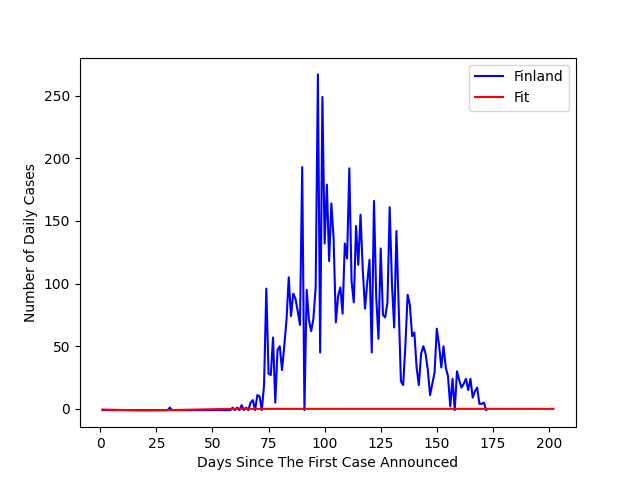 Finland
Fit
250
200
150
100
50
0
Number of Daily Cases
0 25 50 75 100 125 150 175 200
Days Since The First Case Announced